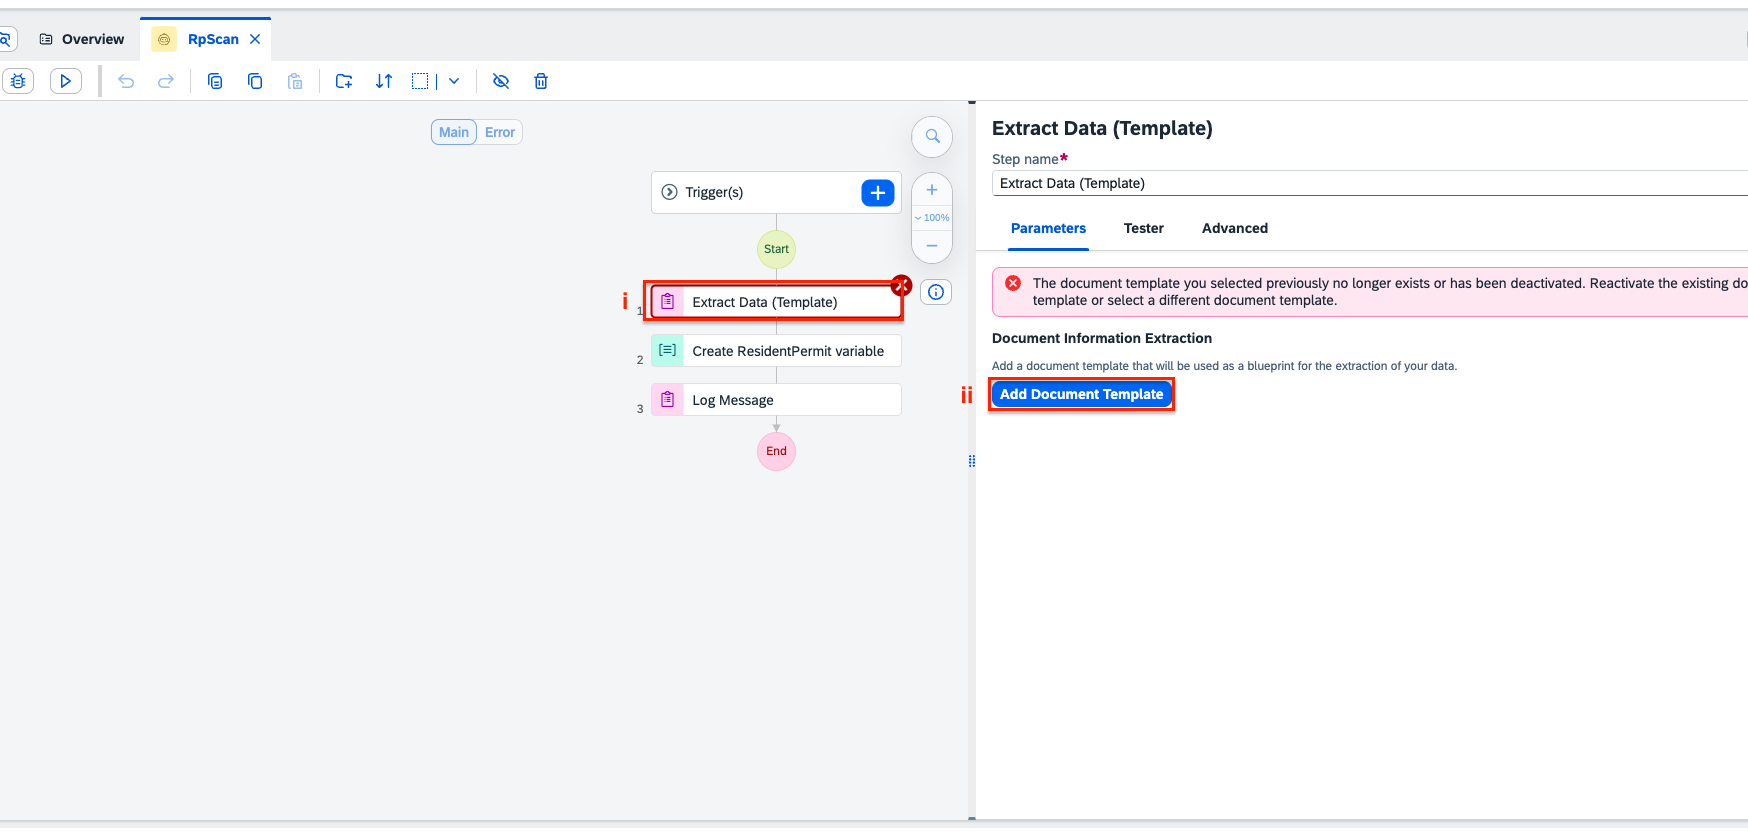 Overview
RpScan
Main
Error
Trigger(s)
100%
Start
i
1
Extract Data (Template)
2
Create ResidentPermit variable
3
Log Message
End
Extract Data (Template)
Step name*
Extract Data (Template)
Parameters
Tester
Advanced
The document template you selected previously no longer exists or has been deactivated. Reactivate the existing do
template or select a different document template.
Document Information Extraction
Add a document template that will be used as a blueprint for the extraction of your data.
ii
Add Document Template